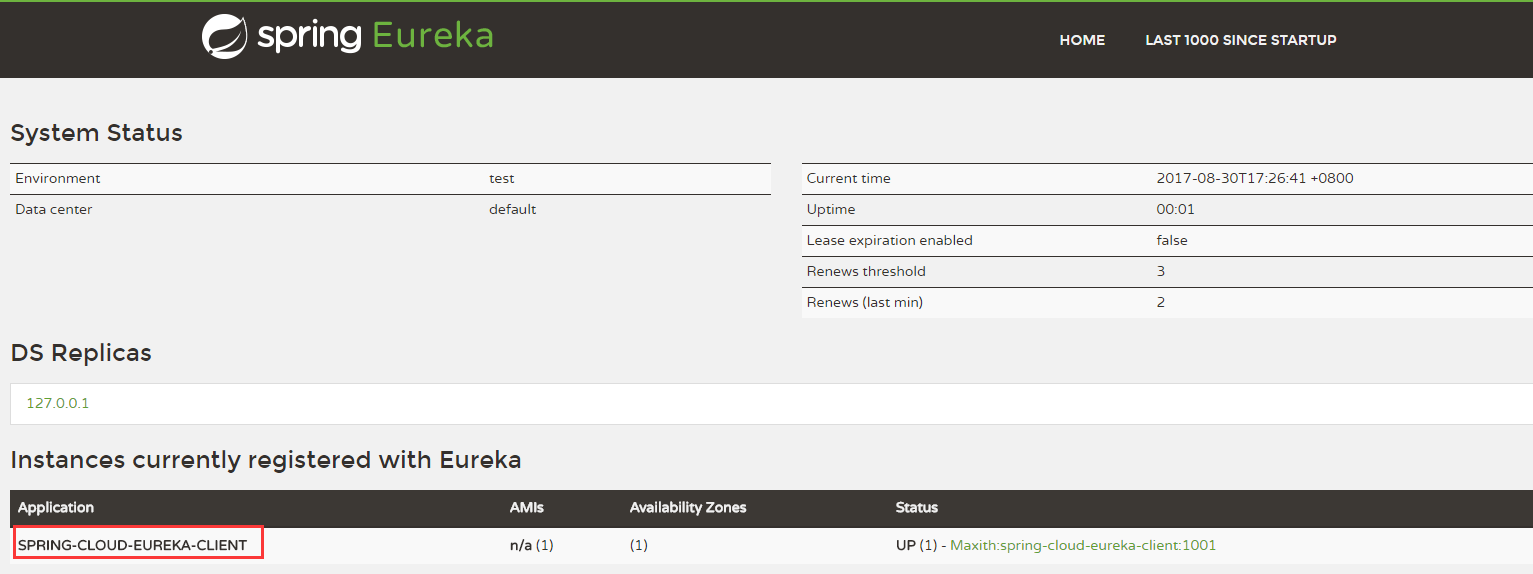 spring Eureka
HOME LAST 1000 SINCE STARTUP
System Status
Environment test
Data center default
Current time 2017-08-30T17:26:41 +0800
Uptime 00:01
Lease expiration enabled false
Renews threshold 3
Renews (last min) 2
DS Replicas
127.0.0.1
Instances currently registered with Eureka
Application AMIs Availability Zones Status
SPRING-CLOUD-EUREKA-CLIENT n/a (1) (1) UP (1) - Maxith:spring-cloud-eureka-client:1001